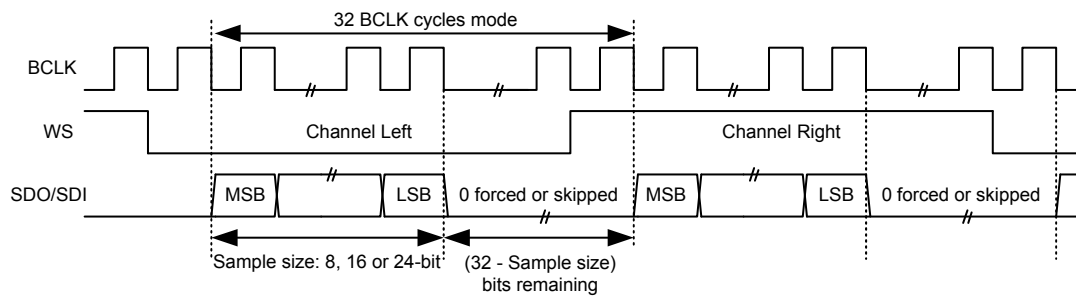 32 BCLK cycles mode
BCLK
WS
Channel Left
Channel Right
SDO/SDI
MSB
LSB
0 forced or skipped
MSB
LSB
0 forced or skipped
Sample size: 8, 16 or 24-bit
(32 - Sample size)
bits remaining